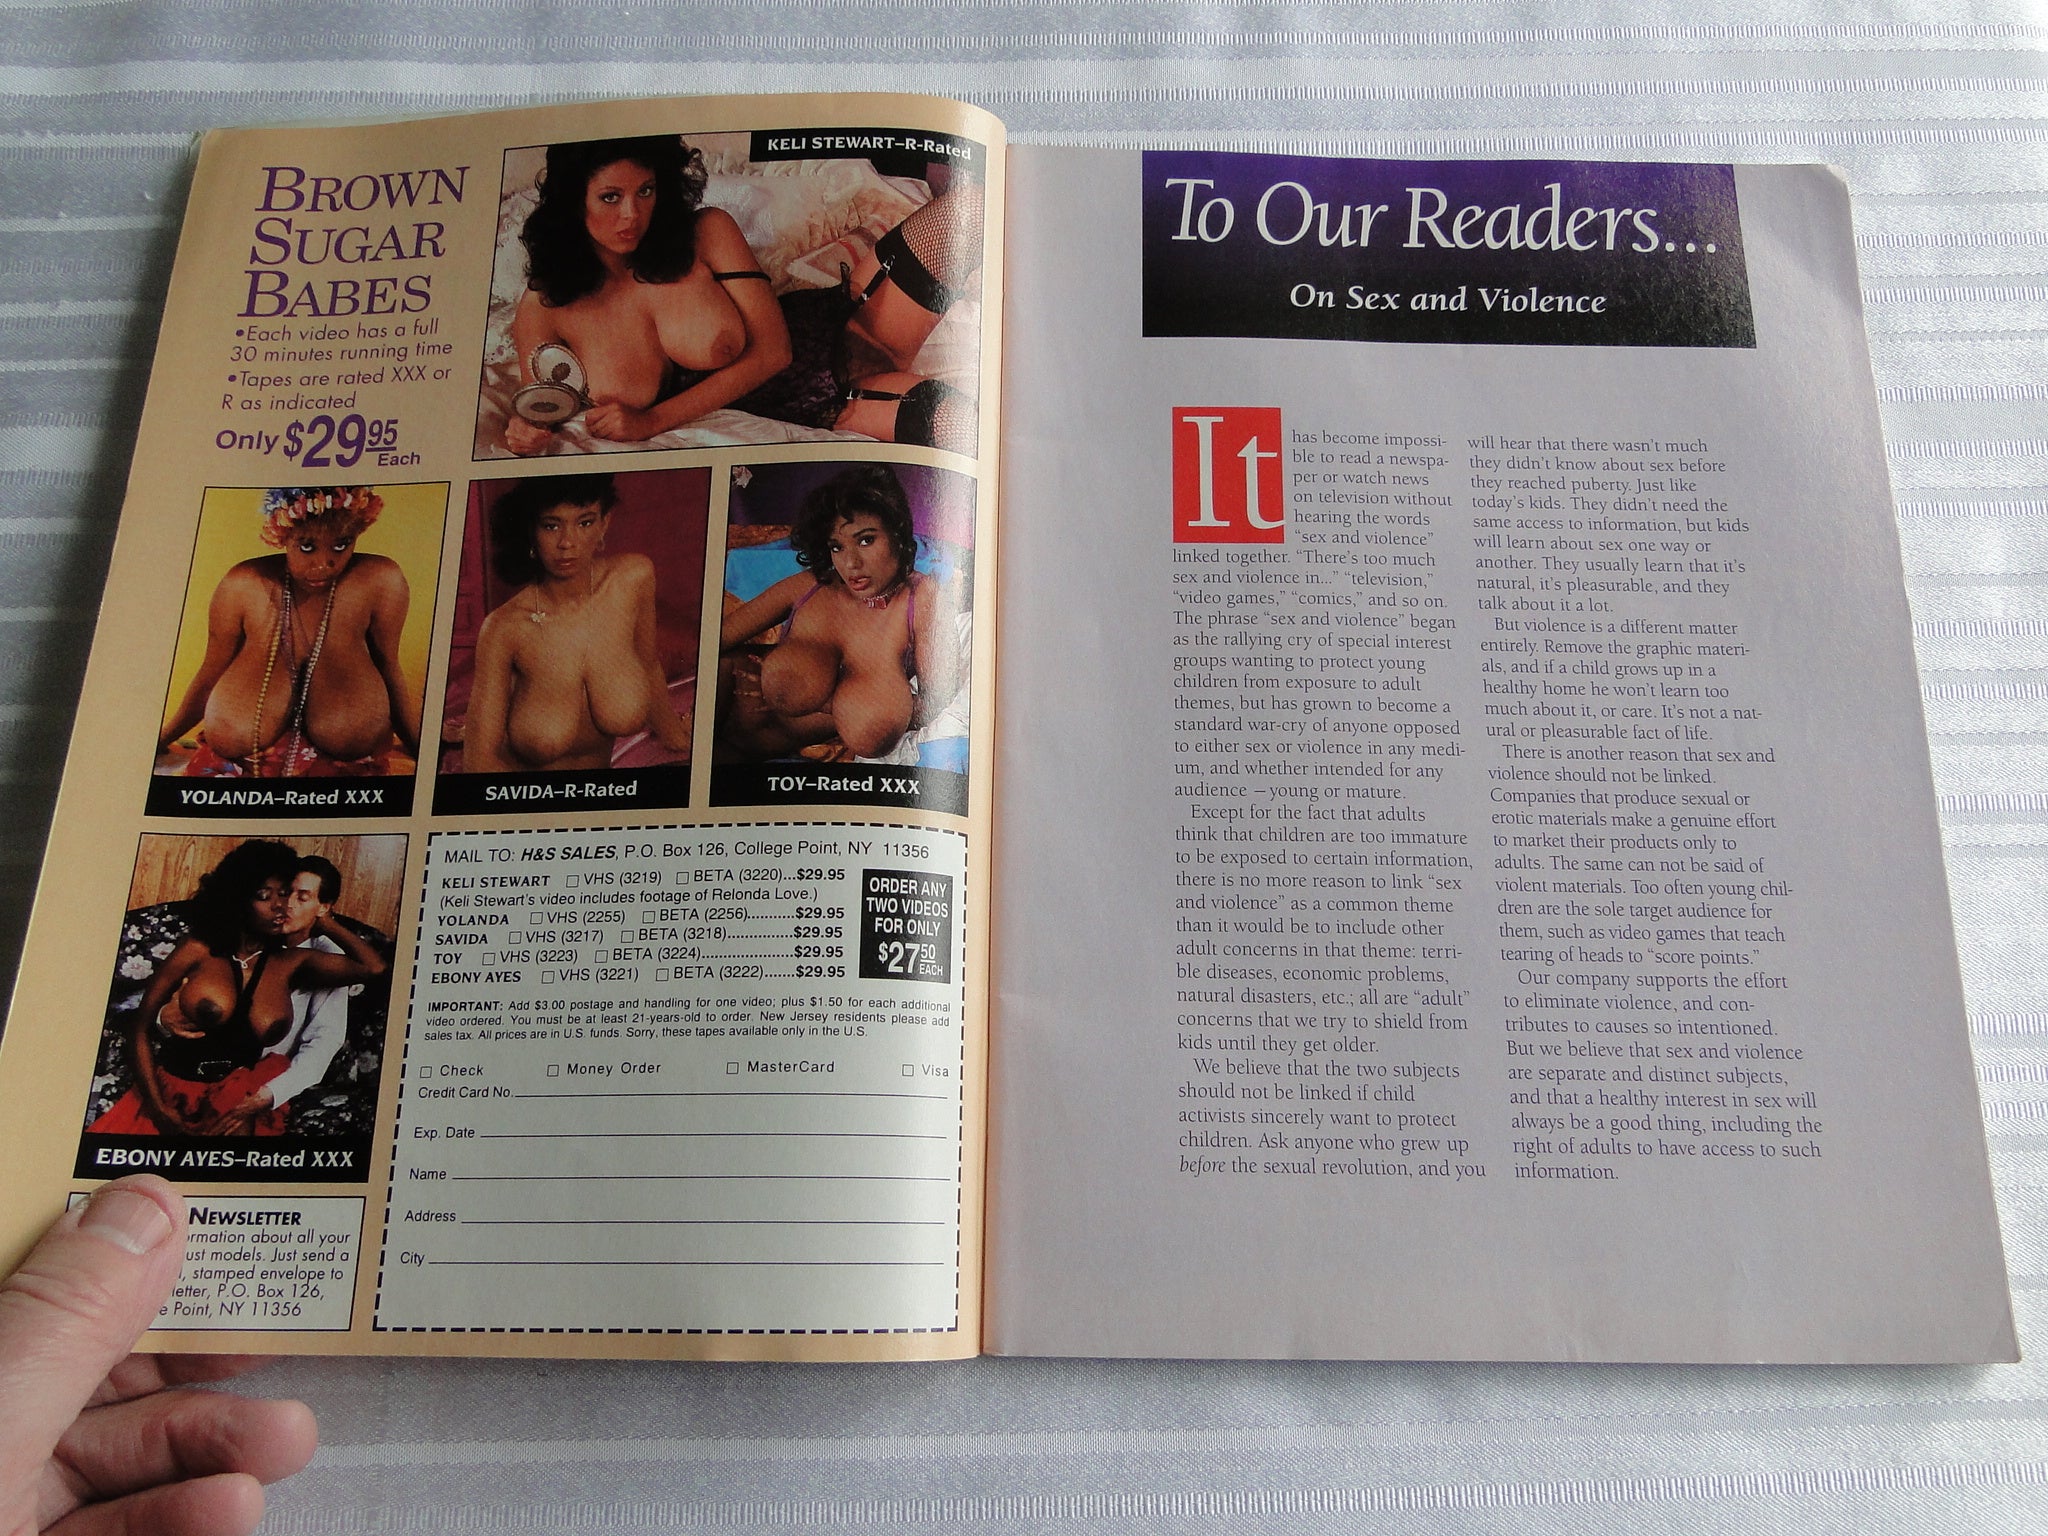 BROWN
SUGAR
BABES
•Each video has a full
30 minutes running time
•Tapes are rated XXX or
R as indicated
Only $29.95
Each
KELI STEWART–R-Rated
YOLANDA–Rated XXX
SAVIDA–R-Rated
TOY–Rated XXX
EBONY AYES–Rated XXX
MAIL TO: H&S SALES, P.O. Box 126, College Point, NY 11356
KELI STEWART □ VHS (3219) □ BETA (3220)...$29.95
(Keli Stewart's video includes footage of Relonda Love.)
YOLANDA □ VHS (2255) □ BETA (2256)...........$29.95
SAVIDA □ VHS (3217) □ BETA (3218)...............$29.95
TOY □ VHS (3223) □ BETA (3224)......................$29.95
EBONY AYES □ VHS (3221) □ BETA (3222).......$29.95
ORDER ANY
TWO VIDEOS
FOR ONLY
$27.50
EACH
IMPORTANT: Add $3.00 postage and handling for one video; plus $1.50 for each additional
video ordered. You must be at least 21-years-old to order. New Jersey residents please add
sales tax. All prices are in U.S. funds. Sorry, these tapes available only in the U.S.
□ Check □ Money Order □ MasterCard □ Visa
Credit Card No.
Exp. Date
Name
Address
City
NEWSLETTER
about all your
models. Just send a
stamped envelope to
P.O. Box 126,
Point, NY 11356
To Our Readers...
On Sex and Violence
It has become impossi-
ble to read a newspa-
per or watch news
on television without
hearing the words
"sex and violence"
linked together. "There's too much
sex and violence in..." "television,"
"video games," "comics," and so on.
The phrase "sex and violence" began
as the rallying cry of special interest
groups wanting to protect young
children from exposure to adult
themes, but has grown to become a
standard war-cry of anyone opposed
to either sex or violence in any medi-
um, and whether intended for any
audience — young or mature.
Except for the fact that adults
think that children are too immature
to be exposed to certain information,
there is no more reason to link "sex
and violence" as a common theme
than it would be to include other
adult concerns in that theme: terri-
ble diseases, economic problems,
natural disasters, etc.; all are "adult"
concerns that we try to shield from
kids until they get older.
We believe that the two subjects
should not be linked if child
activists sincerely want to protect
children. Ask anyone who grew up
before the sexual revolution, and you
will hear that there wasn't much
they didn't know about sex before
they reached puberty. Just like
today's kids. They didn't need the
same access to information, but kids
will learn about sex one way or
another. They usually learn that it's
natural, it's pleasurable, and they
talk about it a lot.
But violence is a different matter
entirely. Remove the graphic materi-
als, and if a child grows up in a
healthy home he won't learn too
much about it, or care. It's not a nat-
ural or pleasurable fact of life.
There is another reason that sex and
violence should not be linked.
Companies that produce sexual or
erotic materials make a genuine effort
to market their products only to
adults. The same can not be said of
violent materials. Too often young chil-
dren are the sole target audience for
them, such as video games that teach
tearing of heads to "score points."
Our company supports the effort
to eliminate violence, and con-
tributes to causes so intentioned.
But we believe that sex and violence
are separate and distinct subjects,
and that a healthy interest in sex will
always be a good thing, including the
right of adults to have access to such
information.